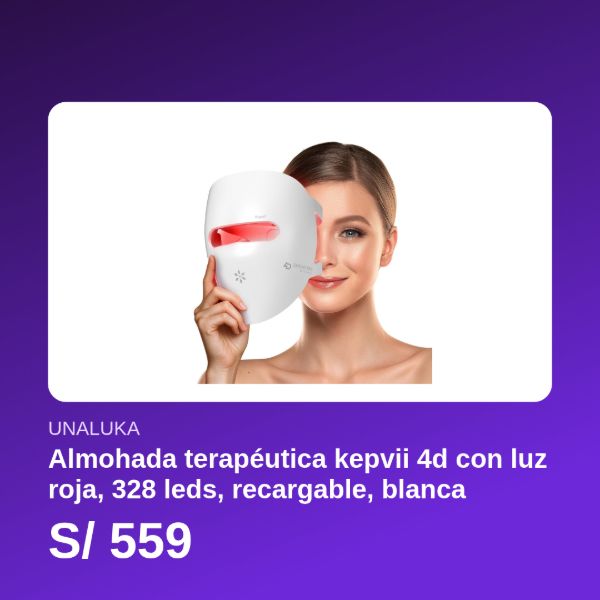 UNALUKA
Almohada terapéutica kepvii 4d con luz
roja, 328 leds, recargable, blanca
S/ 559